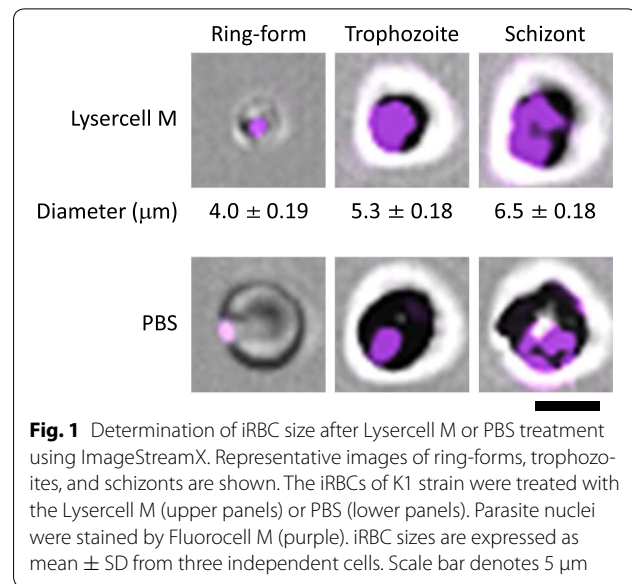 Ring-form Trophozoite Schizont
Lysercell M
Diameter (μm) 4.0 ± 0.19 5.3 ± 0.18 6.5 ± 0.18
PBS
Fig. 1 Determination of iRBC size after Lysercell M or PBS treatment
using ImageStreamX. Representative images of ring-forms, trophozo-
ites, and schizonts are shown. The iRBCs of K1 strain were treated with
the Lysercell M (upper panels) or PBS (lower panels). Parasite nuclei
were stained by Fluorocell M (purple). iRBC sizes are expressed as
mean ± SD from three independent cells. Scale bar denotes 5 μm